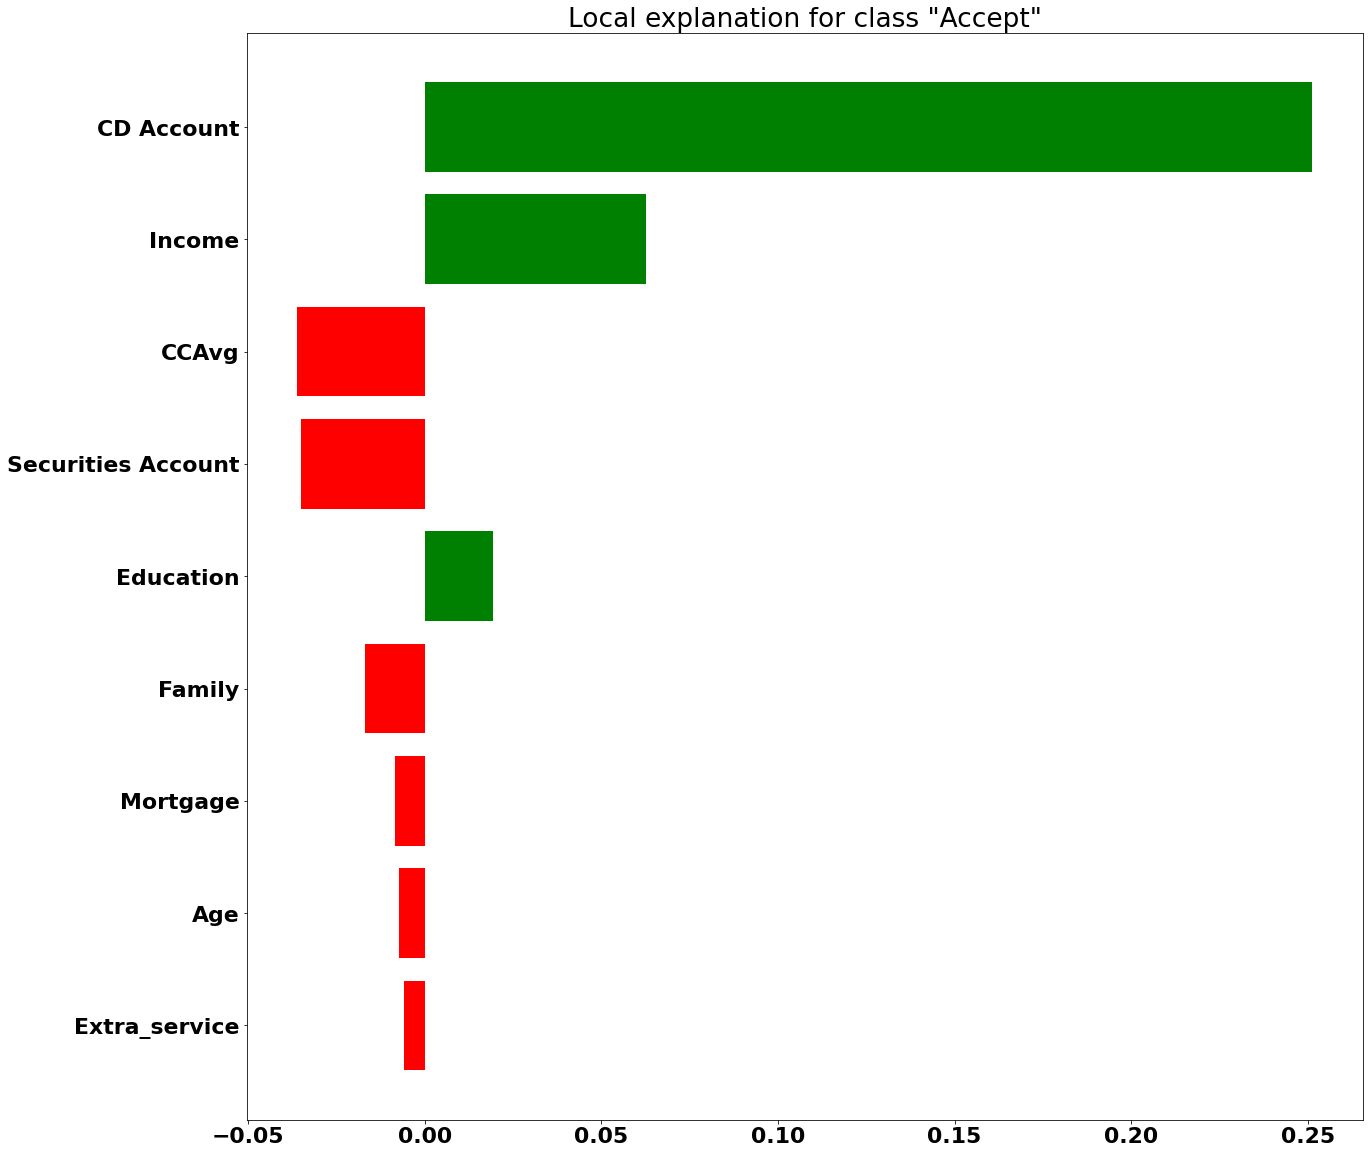 Local explanation for class "Accept"
CD Account
Income
CCAvg
Securities Account
Education
Family
Mortgage
Age
Extra_service
−0.05 0.00 0.05 0.10 0.15 0.20 0.25